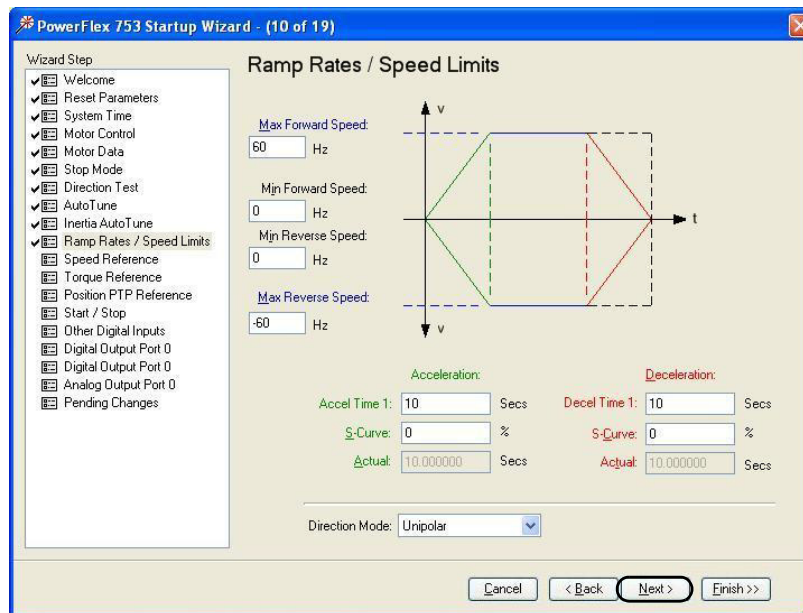 PowerFlex 753 Startup Wizard - (10 of 19)
Wizard Step
Welcome
Reset Parameters
System Time
Motor Control
Motor Data
Stop Mode
Direction Test
AutoTune
Inertia AutoTune
Ramp Rates / Speed Limits
Speed Reference
Torque Reference
Position PTP Reference
Start / Stop
Other Digital Inputs
Digital Output Port 0
Digital Output Port 0
Analog Output Port 0
Pending Changes
Ramp Rates / Speed Limits
Max Forward Speed:
60 Hz
Min Forward Speed:
0 Hz
Min Reverse Speed:
0 Hz
Max Reverse Speed:
-60 Hz
v
t
v
Acceleration:
Accel Time 1: 10 Secs
S-Curve: 0 %
Actual: 10.000000 Secs
Deceleration:
Decel Time 1: 10 Secs
S-Curve: 0 %
Actual: 10.000000 Secs
Direction Mode: Unipolar
Cancel < Back Next > Finish >>